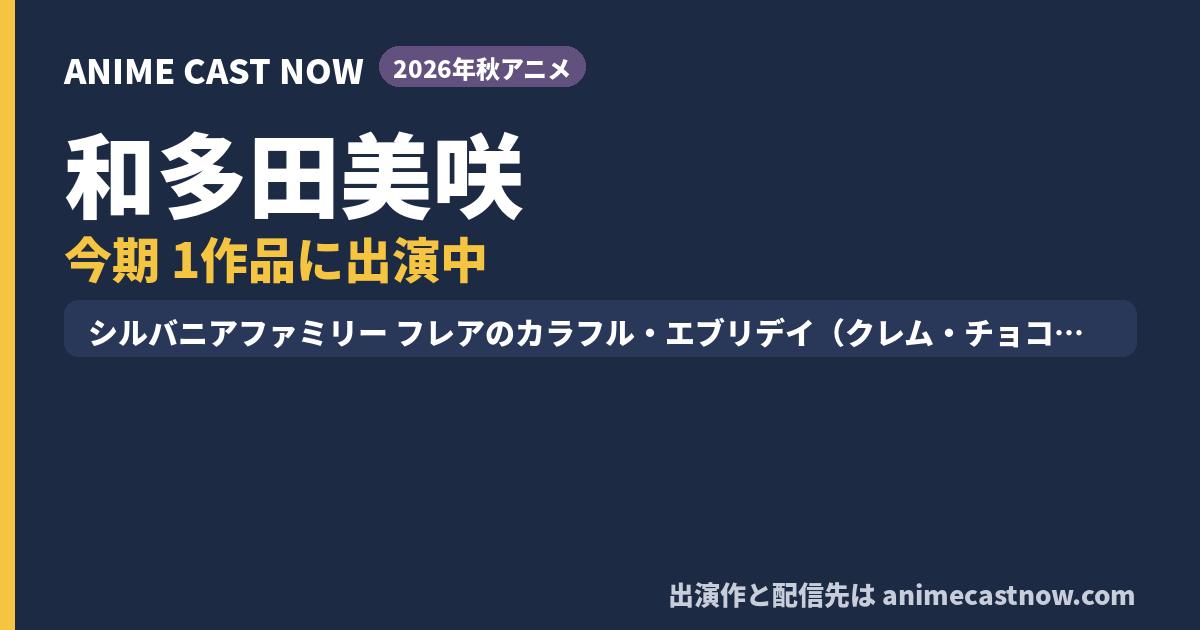 ANIME CAST NOW 2026年秋アニメ
和多田美咲
今期 1作品に出演中
シルバニアファミリー フレアのカラフル・エブリデイ（クレム・チョコ…
出演作と配信先は animecastnow.com